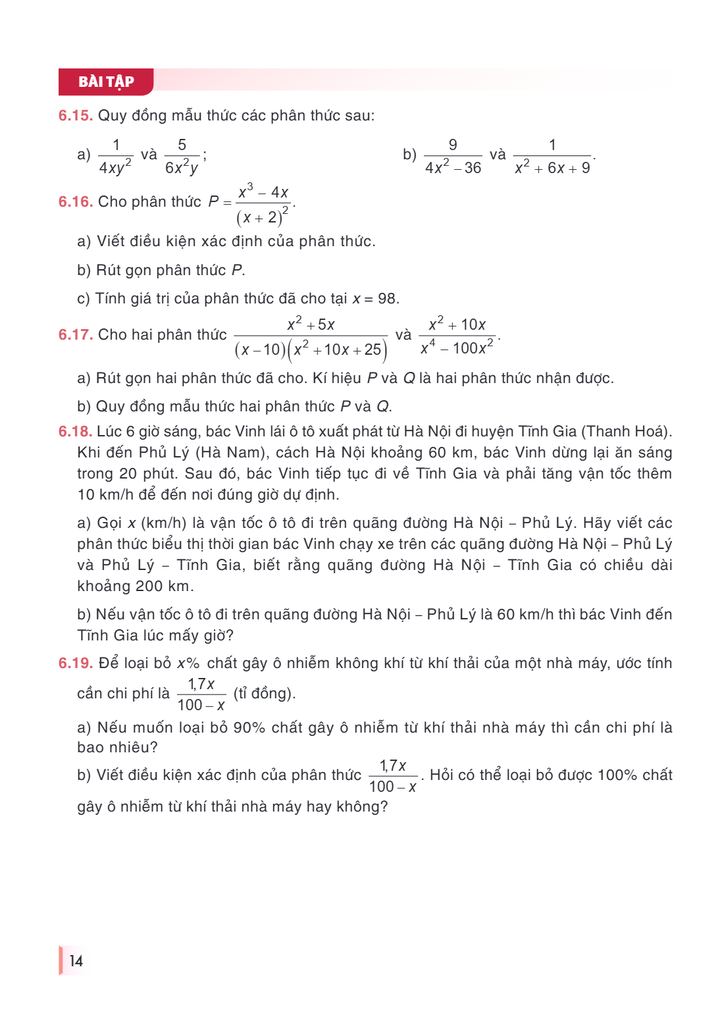 BÀI TẬP
6.15. Quy đồng mẫu thức các phân thức sau:
a) 1/(4xy²) và 5/(6x²y); b) 9/(4x² – 36) và 1/(x² + 6x + 9).
6.16. Cho phân thức P = (x³ – 4x)/(x + 2)².
a) Viết điều kiện xác định của phân thức.
b) Rút gọn phân thức P.
c) Tính giá trị của phân thức đã cho tại x = 98.
6.17. Cho hai phân thức (x² + 5x)/((x – 10)(x² + 10x + 25)) và (x² + 10x)/(x⁴ – 100x²).
a) Rút gọn hai phân thức đã cho. Kí hiệu P và Q là hai phân thức nhận được.
b) Quy đồng mẫu thức hai phân thức P và Q.
6.18. Lúc 6 giờ sáng, bác Vinh lái ô tô xuất phát từ Hà Nội đi huyện Tĩnh Gia (Thanh Hoá).
Khi đến Phủ Lý (Hà Nam), cách Hà Nội khoảng 60 km, bác Vinh dừng lại ăn sáng
trong 20 phút. Sau đó, bác Vinh tiếp tục đi về Tĩnh Gia và phải tăng vận tốc thêm
10 km/h để đến nơi đúng giờ dự định.
a) Gọi x (km/h) là vận tốc ô tô đi trên quãng đường Hà Nội – Phủ Lý. Hãy viết các
phân thức biểu thị thời gian bác Vinh chạy xe trên các quãng đường Hà Nội – Phủ Lý
và Phủ Lý – Tĩnh Gia, biết rằng quãng đường Hà Nội – Tĩnh Gia có chiều dài
khoảng 200 km.
b) Nếu vận tốc ô tô đi trên quãng đường Hà Nội – Phủ Lý là 60 km/h thì bác Vinh đến
Tĩnh Gia lúc mấy giờ?
6.19. Để loại bỏ x% chất gây ô nhiễm không khí từ khí thải của một nhà máy, ước tính
cần chi phí là 1,7x/(100 – x) (tỉ đồng).
a) Nếu muốn loại bỏ 90% chất gây ô nhiễm từ khí thải nhà máy thì cần chi phí là
bao nhiêu?
b) Viết điều kiện xác định của phân thức 1,7x/(100 – x). Hỏi có thể loại bỏ được 100% chất
gây ô nhiễm từ khí thải nhà máy hay không?
14